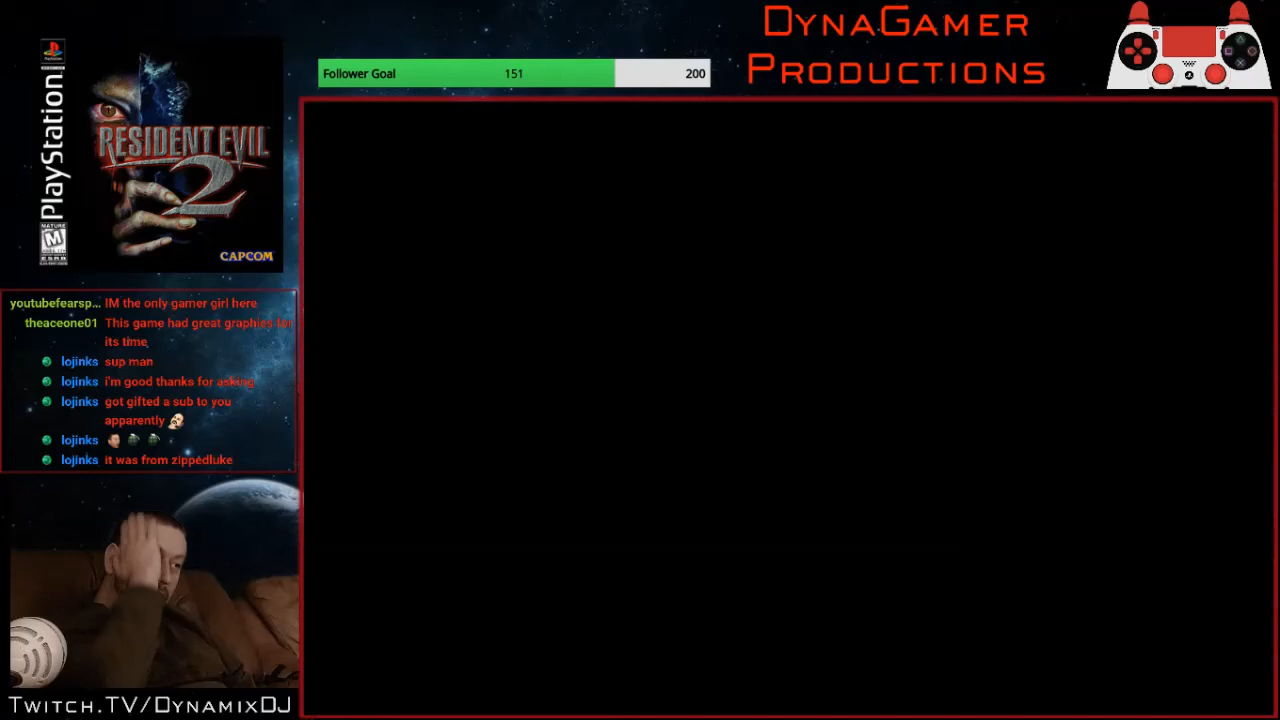 DynaGamer
Productions
Follower Goal 151 200
PlayStation
RESIDENT EVIL
2
MATURE
M
ESRB
CAPCOM
youtubefearsp... IM the only gamer girl here
theaceone01 This game had great graphics for
its time
lojinks sup man
lojinks i'm good thanks for asking
lojinks got gifted a sub to you
apparently
lojinks
lojinks it was from zippedluke
Twitch.TV/DynamixDJ